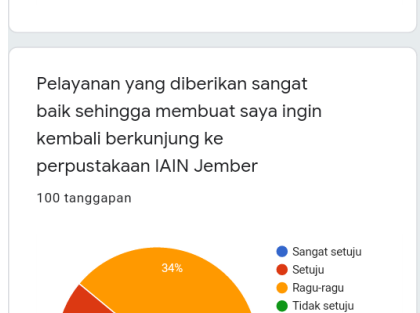 Pelayanan yang diberikan sangat
baik sehingga membuat saya ingin
kembali berkunjung ke
perpustakaan IAIN Jember
100 tanggapan
34%
Sangat setuju
Setuju
Ragu-ragu
Tidak setuju